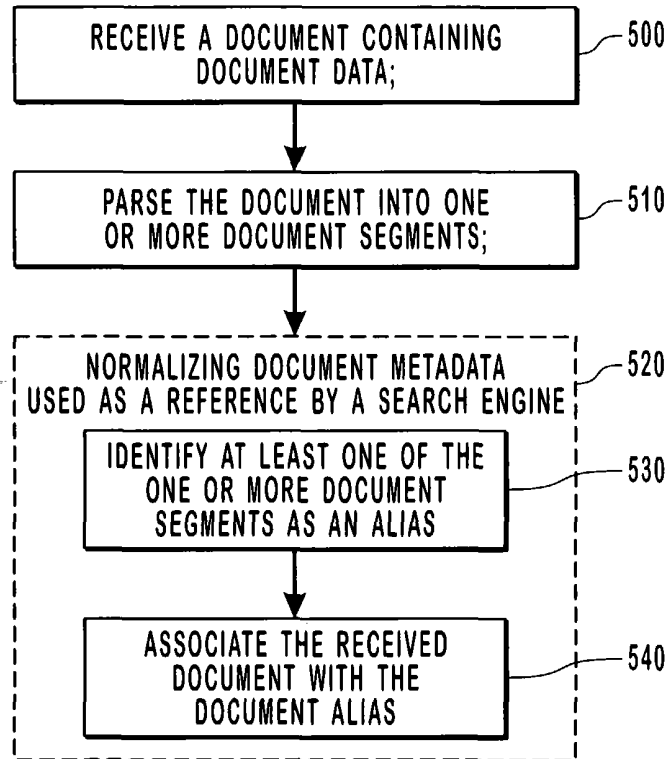 RECEIVE A DOCUMENT CONTAINING
DOCUMENT DATA;
500
PARSE THE DOCUMENT INTO ONE
OR MORE DOCUMENT SEGMENTS;
510
NORMALIZING DOCUMENT METADATA
USED AS A REFERENCE BY A SEARCH ENGINE
520
IDENTIFY AT LEAST ONE OF THE
ONE OR MORE DOCUMENT
SEGMENTS AS AN ALIAS
530
ASSOCIATE THE RECEIVED
DOCUMENT WITH THE
DOCUMENT ALIAS
540